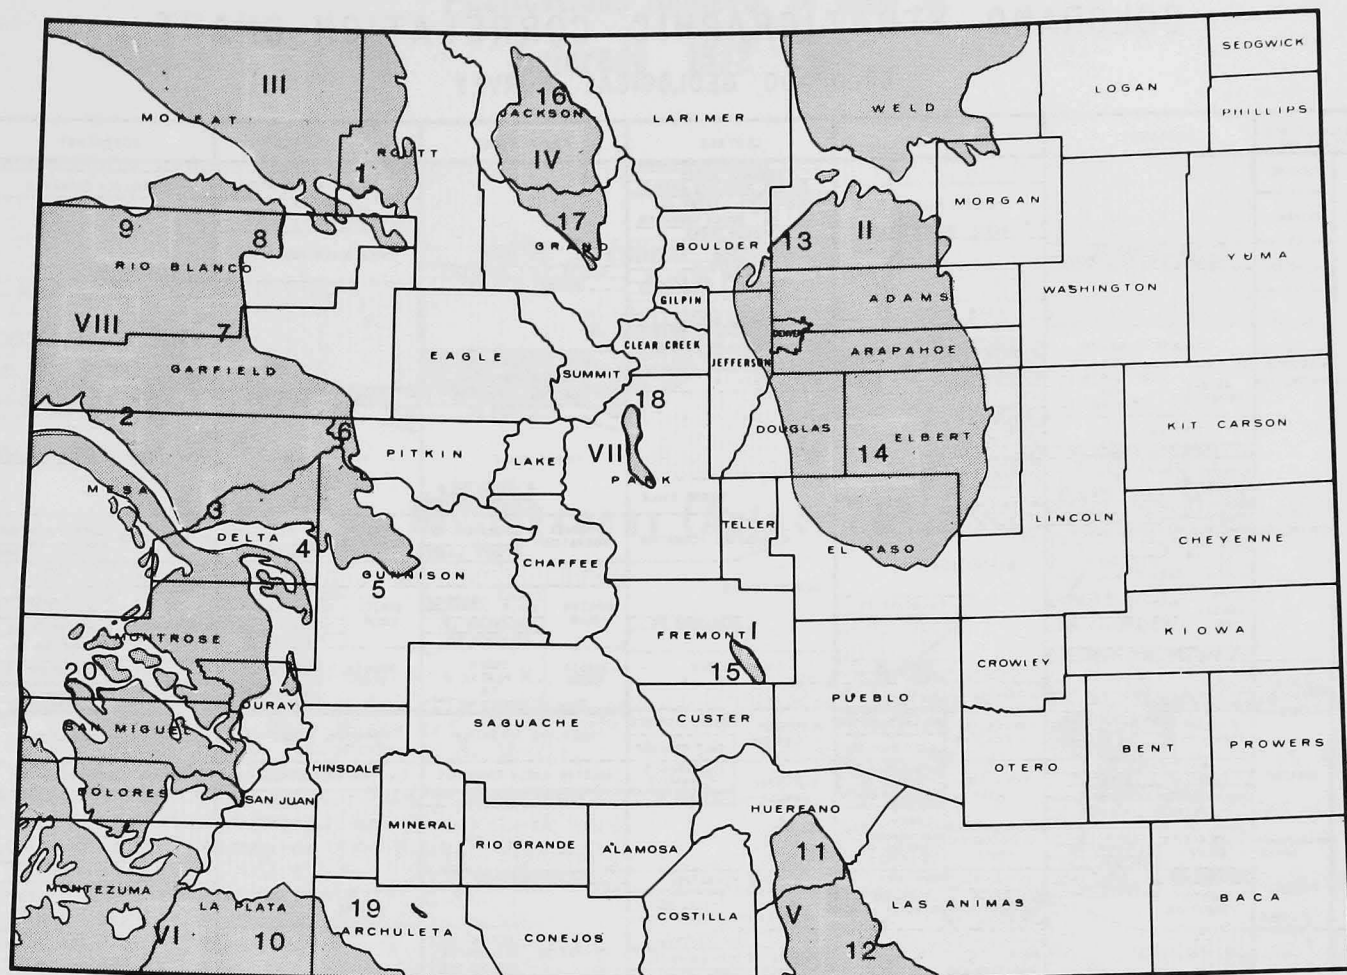 SEDGWICK
III
LOGAN
16
WELD
PHILLIPS
JACKSON
LARIMER
MOFFAT
ROUTT
IV
1
MORGAN
17
9
8
GRAND
BOULDER
13
II
YUMA
RIO BLANCO
GILPIN
ADAMS
WASHINGTON
VIII
7
CLEAR CREEK
DENVER
EAGLE
JEFFERSON
ARAPAHOE
GARFIELD
SUMMIT
18
2
6
DOUGLAS
ELBERT
KIT CARSON
PITKIN
LAKE
VII
14
PARK
MESA
3
TELLER
LINCOLN
DELTA
4
EL PASO
CHEYENNE
CHAFFEE
GUNNISON
5
MONTROSE
FREMONT
I
KIOWA
20
15
CROWLEY
OURAY
SAGUACHE
CUSTER
PUEBLO
SAN MIGUEL
BENT
PROWERS
HINSDALE
OTERO
DOLORES
SAN JUAN
HUERFANO
MINERAL
RIO GRANDE
ALAMOSA
11
MONTEZUMA
LA PLATA
19
COSTILLA
V
LAS ANIMAS
BACA
VI
10
ARCHULETA
CONEJOS
12